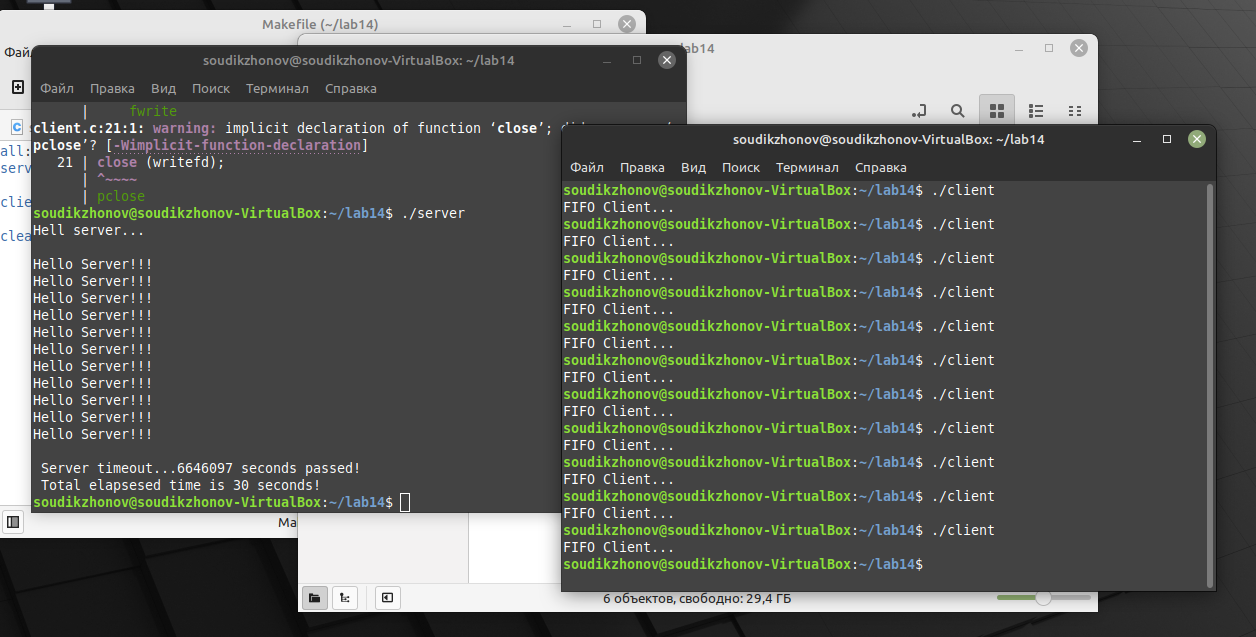 Makefile (~/lab14)
lab14
Файл
all:
serv
clie
clea
Ma
soudikzhonov@soudikzhonov-VirtualBox: ~/lab14
Файл Правка Вид Поиск Терминал Справка
| fwrite
client.c:21:1: warning: implicit declaration of function ‘close’;
pclose’? [-Wimplicit-function-declaration]
21 | close (writefd);
| ^~~~~
| pclose
soudikzhonov@soudikzhonov-VirtualBox:~/lab14$ ./server
Hell server...
Hello Server!!!
Hello Server!!!
Hello Server!!!
Hello Server!!!
Hello Server!!!
Hello Server!!!
Hello Server!!!
Hello Server!!!
Hello Server!!!
Hello Server!!!
Hello Server!!!
Server timeout...6646097 seconds passed!
Total elapsesed time is 30 seconds!
soudikzhonov@soudikzhonov-VirtualBox:~/lab14$
soudikzhonov@soudikzhonov-VirtualBox: ~/lab14
Файл Правка Вид Поиск Терминал Справка
soudikzhonov@soudikzhonov-VirtualBox:~/lab14$ ./client
FIFO Client...
soudikzhonov@soudikzhonov-VirtualBox:~/lab14$ ./client
FIFO Client...
soudikzhonov@soudikzhonov-VirtualBox:~/lab14$ ./client
FIFO Client...
soudikzhonov@soudikzhonov-VirtualBox:~/lab14$ ./client
FIFO Client...
soudikzhonov@soudikzhonov-VirtualBox:~/lab14$ ./client
FIFO Client...
soudikzhonov@soudikzhonov-VirtualBox:~/lab14$ ./client
FIFO Client...
soudikzhonov@soudikzhonov-VirtualBox:~/lab14$ ./client
FIFO Client...
soudikzhonov@soudikzhonov-VirtualBox:~/lab14$ ./client
FIFO Client...
soudikzhonov@soudikzhonov-VirtualBox:~/lab14$ ./client
FIFO Client...
soudikzhonov@soudikzhonov-VirtualBox:~/lab14$ ./client
FIFO Client...
soudikzhonov@soudikzhonov-VirtualBox:~/lab14$ ./client
FIFO Client...
soudikzhonov@soudikzhonov-VirtualBox:~/lab14$
6 объектов, свободно: 29,4 ГБ